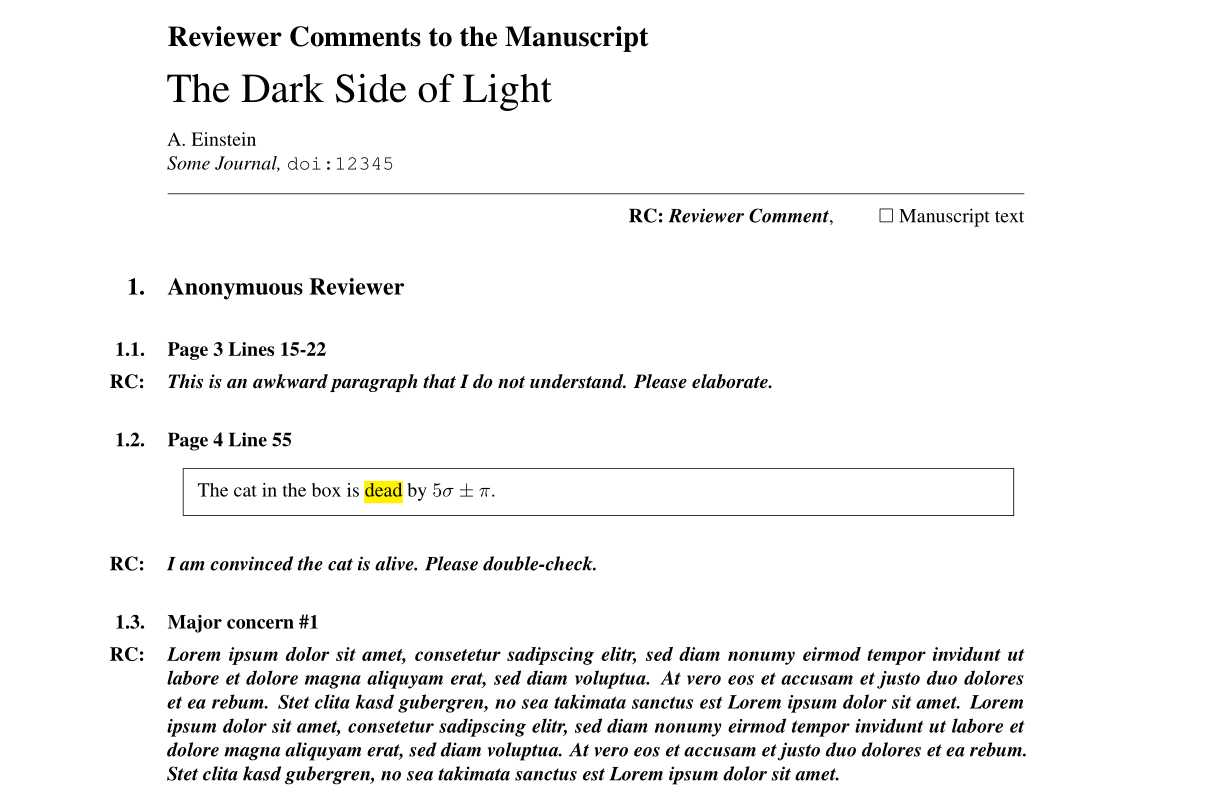 Reviewer Comments to the Manuscript
The Dark Side of Light
A. Einstein
Some Journal, doi:12345
RC: Reviewer Comment, □ Manuscript text
1. Anonymuous Reviewer
1.1. Page 3 Lines 15-22
RC: This is an awkward paragraph that I do not understand. Please elaborate.
1.2. Page 4 Line 55
The cat in the box is dead by 5σ ± π.
RC: I am convinced the cat is alive. Please double-check.
1.3. Major concern #1
RC: Lorem ipsum dolor sit amet, consetetur sadipscing elitr, sed diam nonumy eirmod tempor invidunt ut
labore et dolore magna aliquyam erat, sed diam voluptua. At vero eos et accusam et justo duo dolores
et ea rebum. Stet clita kasd gubergren, no sea takimata sanctus est Lorem ipsum dolor sit amet. Lorem
ipsum dolor sit amet, consetetur sadipscing elitr, sed diam nonumy eirmod tempor invidunt ut labore et
dolore magna aliquyam erat, sed diam voluptua. At vero eos et accusam et justo duo dolores et ea rebum.
Stet clita kasd gubergren, no sea takimata sanctus est Lorem ipsum dolor sit amet.